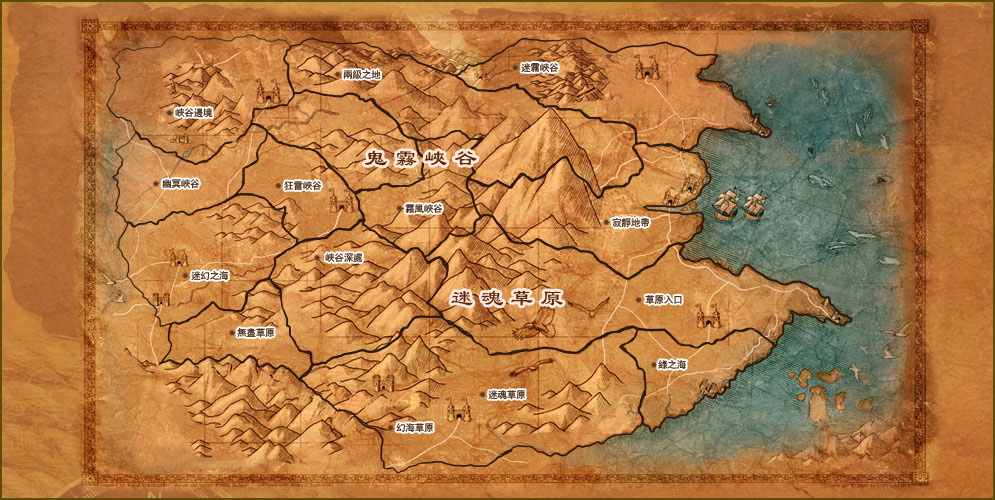 兩級之地
迷霧峽谷
峽谷邊境
鬼霧峽谷
幽冥峽谷
狂雷峽谷
霧風峽谷
寂靜地帶
峽谷深處
迷幻之海
迷魂草原
草原入口
無盡草原
綠之海
迷魂草原
幻海草原